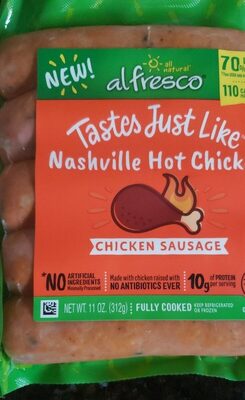 NEW!
all natural*
al fresco®
70%
110
Tastes Just Like
Nashville Hot Chick
CHICKEN SAUSAGE
*NO ARTIFICIAL INGREDIENTS
Minimally Processed
Made with chicken raised with
NO ANTIBIOTICS EVER
10g OF PROTEIN
per serving
NET WT. 11 OZ. (312g) FULLY COOKED KEEP REFRIGERATED
OR FROZEN